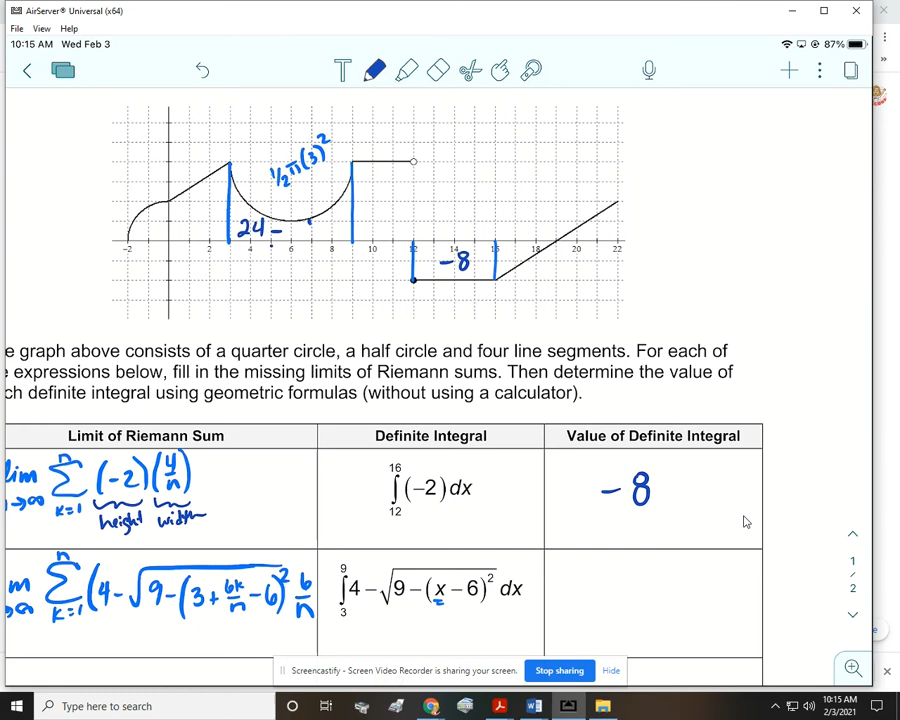 AirServer Universal (x64)
File View Help
10:15 AM Wed Feb 3
87%
1/2 π(3)²
24 -
-2 2 4 6 8 10 12 14 16 18 20 22
-8
e graph above consists of a quarter circle, a half circle and four line segments. For each of
expressions below, fill in the missing limits of Riemann sums. Then determine the value of
ch definite integral using geometric formulas (without using a calculator).
Limit of Riemann Sum Definite Integral Value of Definite Integral
lim n→∞ Σ k=1 n (-2)(4/n) ∫ 12 16 (−2) dx -8
height width
m →∞ Σ k=1 n (4-√9-(3+6k/n-6)² 6/n ∫ 3 9 4−√9−(x−6)² dx
1
/
2
Screencastify - Screen Video Recorder is sharing your screen. Stop sharing Hide
Type here to search
10:15 AM
2/3/2021